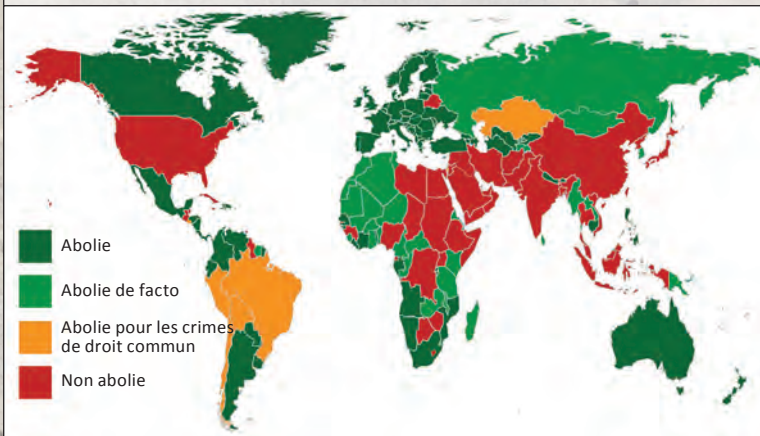 Abolie
Abolie de facto
Abolie pour les crimes
de droit commun
Non abolie